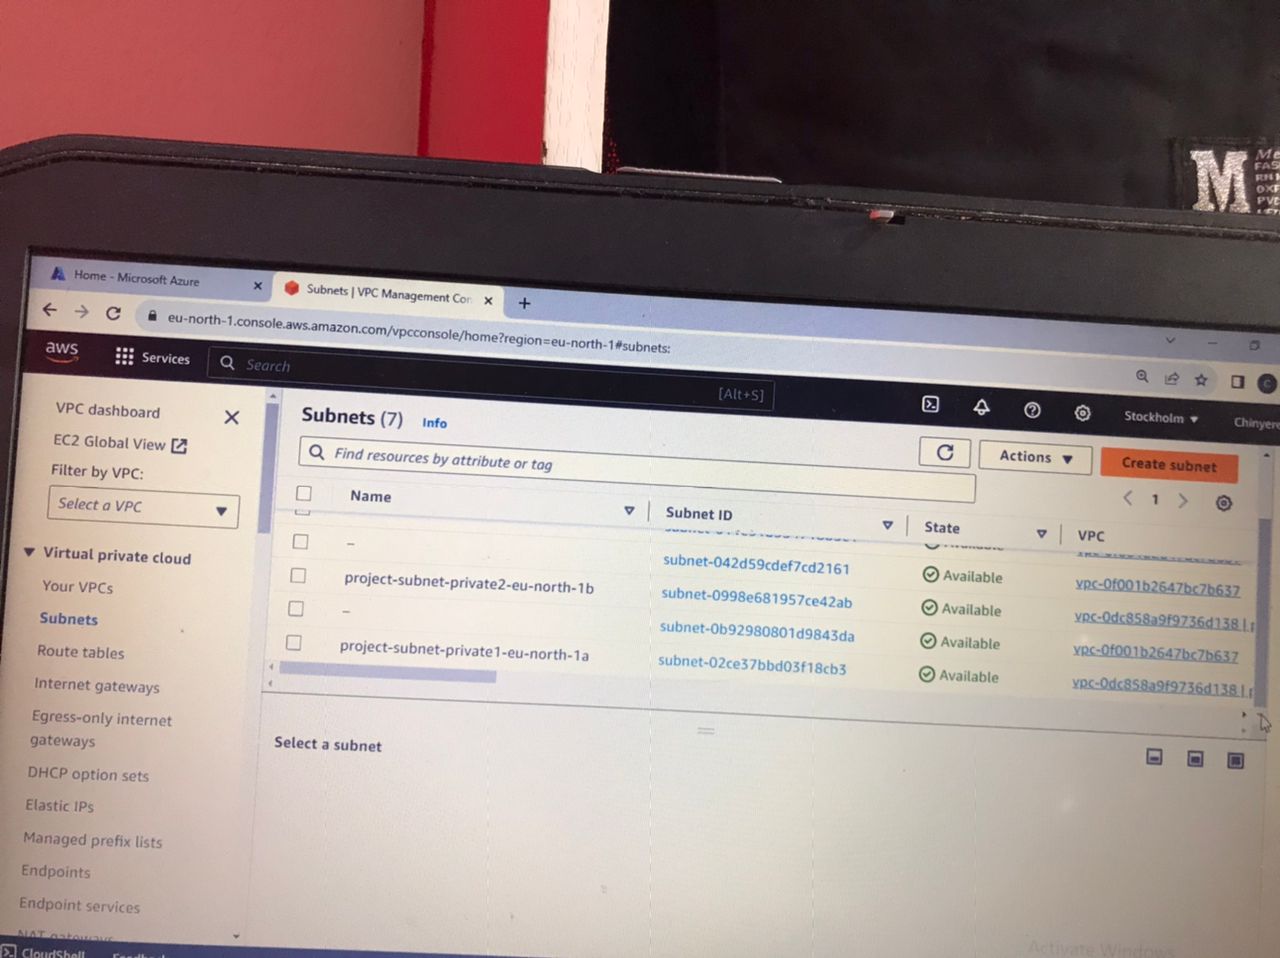 M
FAS
Home - Microsoft Azure
Subnets | VPC Management Con
eu-north-1.console.aws.amazon.com/vpcconsole/home?region=eu-north-1#subnets:
aws
Services
Search
[Alt+S]
Stockholm
Chinyere
VPC dashboard
EC2 Global View
Filter by VPC:
Select a VPC
Virtual private cloud
Your VPCs
Subnets
Route tables
Internet gateways
Egress-only internet
gateways
DHCP option sets
Elastic IPs
Managed prefix lists
Endpoints
Endpoint services
NAT gateways
Subnets (7) Info
Find resources by attribute or tag
Actions
Create subnet
1
Name Subnet ID State VPC
– subnet-042d59cdef7cd2161 Available vpc-0f001b2647bc7b637
project-subnet-private2-eu-north-1b subnet-0998e681957ce42ab Available vpc-0dc858a9f9736d138 |
– subnet-0b92980801d9843da Available vpc-0f001b2647bc7b637
project-subnet-private1-eu-north-1a subnet-02ce37bbd03f18cb3 Available vpc-0dc858a9f9736d138 |
Select a subnet
CloudShell
Activate Windows